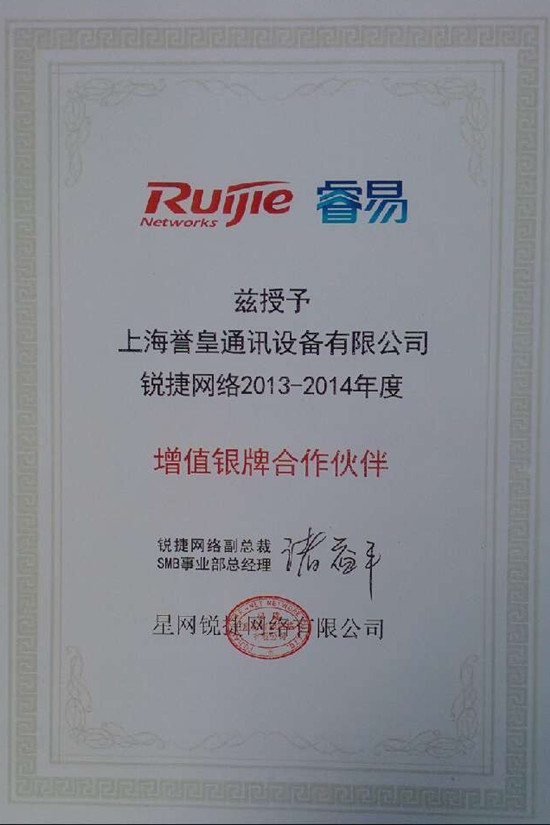 Ruijie 睿易
Networks
兹授予
上海誉皇通讯设备有限公司
锐捷网络2013-2014年度
增值银牌合作伙伴
锐捷网络副总裁
SMB事业部总经理
星网锐捷网络有限公司